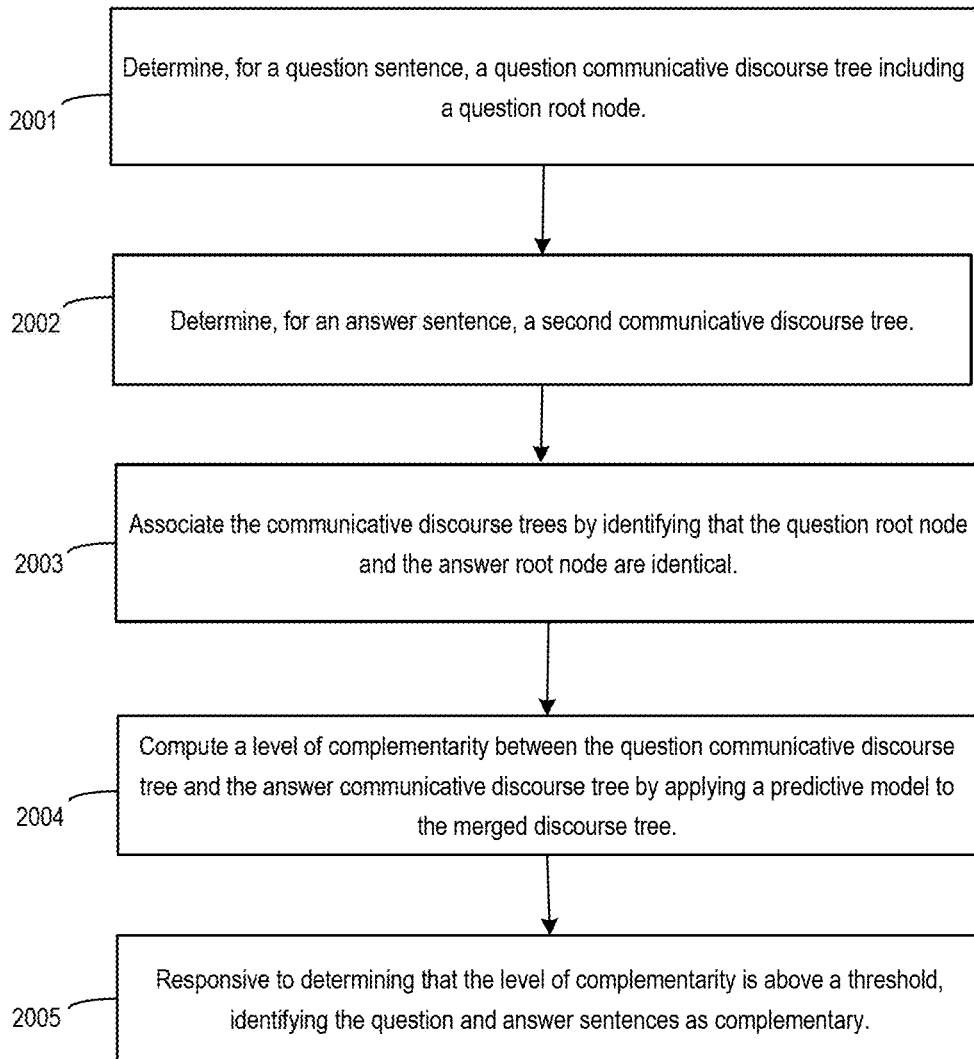 Determine, for a question sentence, a question communicative discourse tree including
a question root node.
2001
Determine, for an answer sentence, a second communicative discourse tree.
2002
Associate the communicative discourse trees by identifying that the question root node
and the answer root node are identical.
2003
Compute a level of complementarity between the question communicative discourse
tree and the answer communicative discourse tree by applying a predictive model to
the merged discourse tree.
2004
Responsive to determining that the level of complementarity is above a threshold,
identifying the question and answer sentences as complementary.
2005